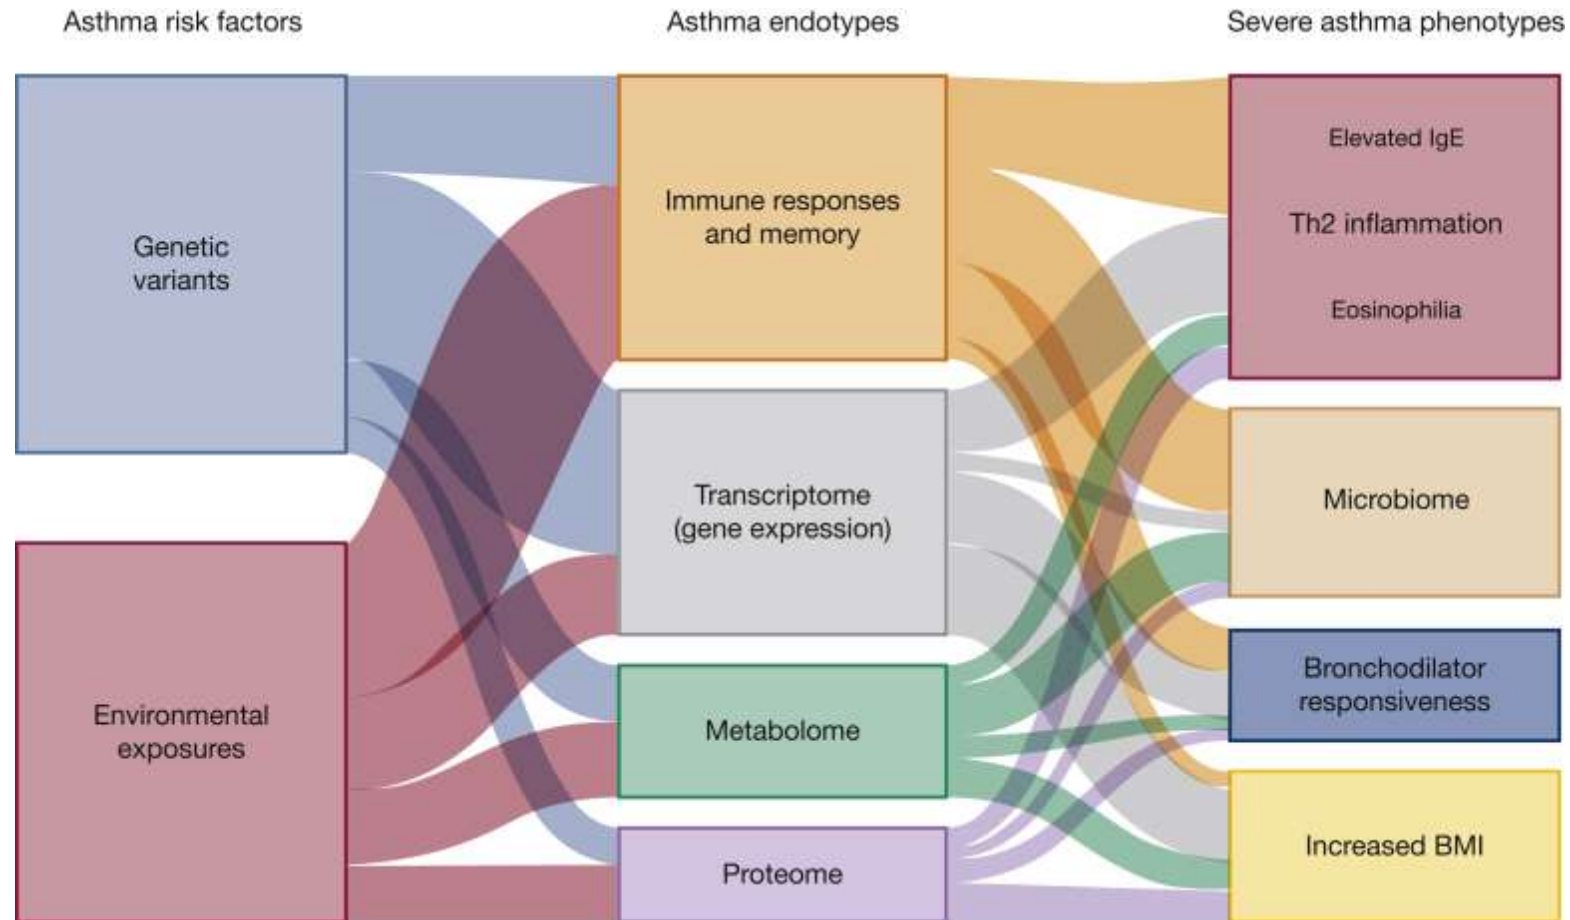 Asthma risk factors
Asthma endotypes
Severe asthma phenotypes
Genetic
variants
Environmental
exposures
Immune responses
and memory
Transcriptome
(gene expression)
Metabolome
Proteome
Elevated IgE
Th2 inflammation
Eosinophilia
Microbiome
Bronchodilator
responsiveness
Increased BMI